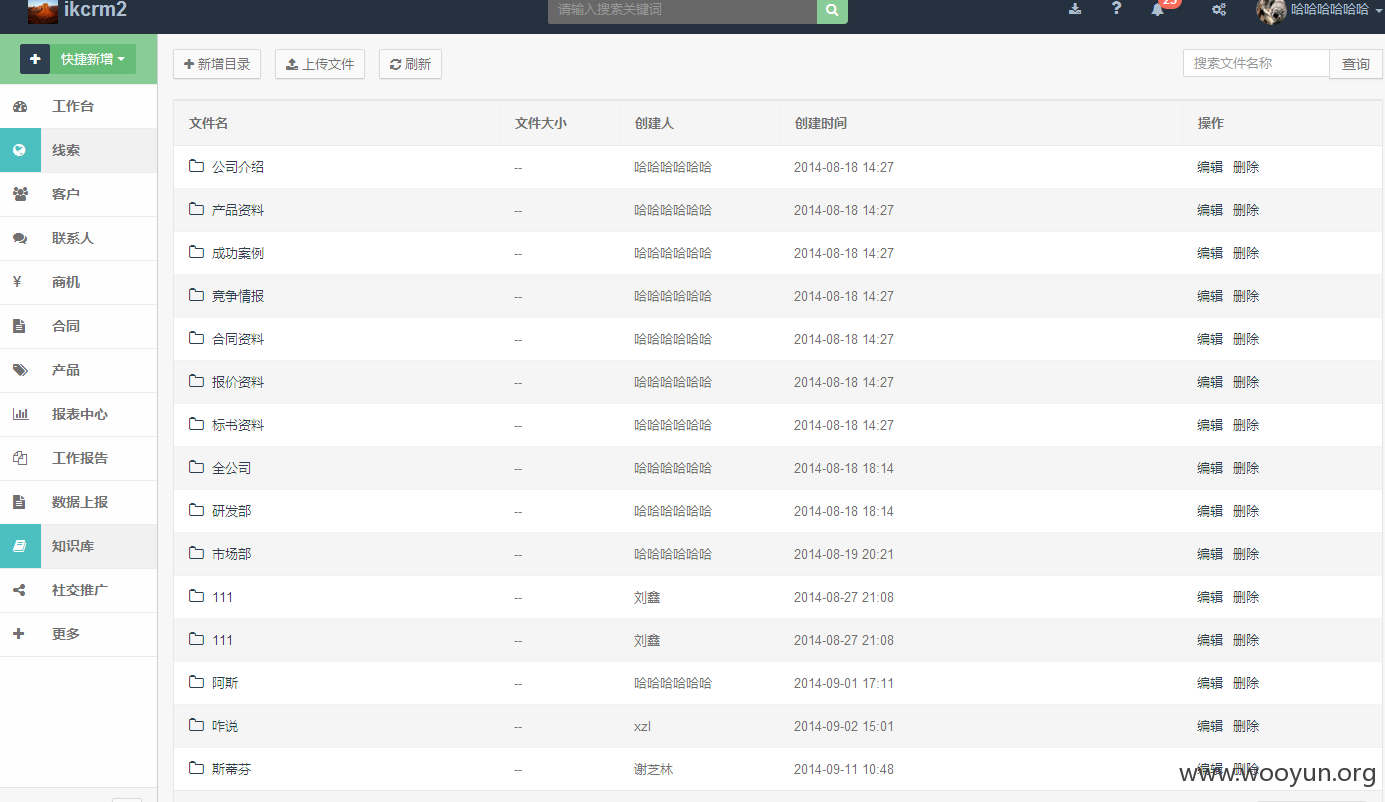 ikcrm2
请输入搜索关键词
25
哈哈哈哈哈哈
快捷新增
工作台
线索
客户
联系人
¥ 商机
合同
产品
报表中心
工作报告
数据上报
知识库
社交推广
更多
新增目录 上传文件 刷新
搜索文件名称 查询
文件名 文件大小 创建人 创建时间 操作
公司介绍 -- 哈哈哈哈哈哈 2014-08-18 14:27 编辑 删除
产品资料 -- 哈哈哈哈哈哈 2014-08-18 14:27 编辑 删除
成功案例 -- 哈哈哈哈哈哈 2014-08-18 14:27 编辑 删除
竞争情报 -- 哈哈哈哈哈哈 2014-08-18 14:27 编辑 删除
合同资料 -- 哈哈哈哈哈哈 2014-08-18 14:27 编辑 删除
报价资料 -- 哈哈哈哈哈哈 2014-08-18 14:27 编辑 删除
标书资料 -- 哈哈哈哈哈哈 2014-08-18 14:27 编辑 删除
全公司 -- 哈哈哈哈哈哈 2014-08-18 18:14 编辑 删除
研发部 -- 哈哈哈哈哈哈 2014-08-18 18:14 编辑 删除
市场部 -- 哈哈哈哈哈哈 2014-08-19 20:21 编辑 删除
111 -- 刘鑫 2014-08-27 21:08 编辑 删除
111 -- 刘鑫 2014-08-27 21:08 编辑 删除
阿斯 -- 哈哈哈哈哈哈 2014-09-01 17:11 编辑 删除
咋说 -- xzl 2014-09-02 15:01 编辑 删除
斯蒂芬 -- 谢芝林 2014-09-11 10:48 编辑 删除
www.wooyun.org